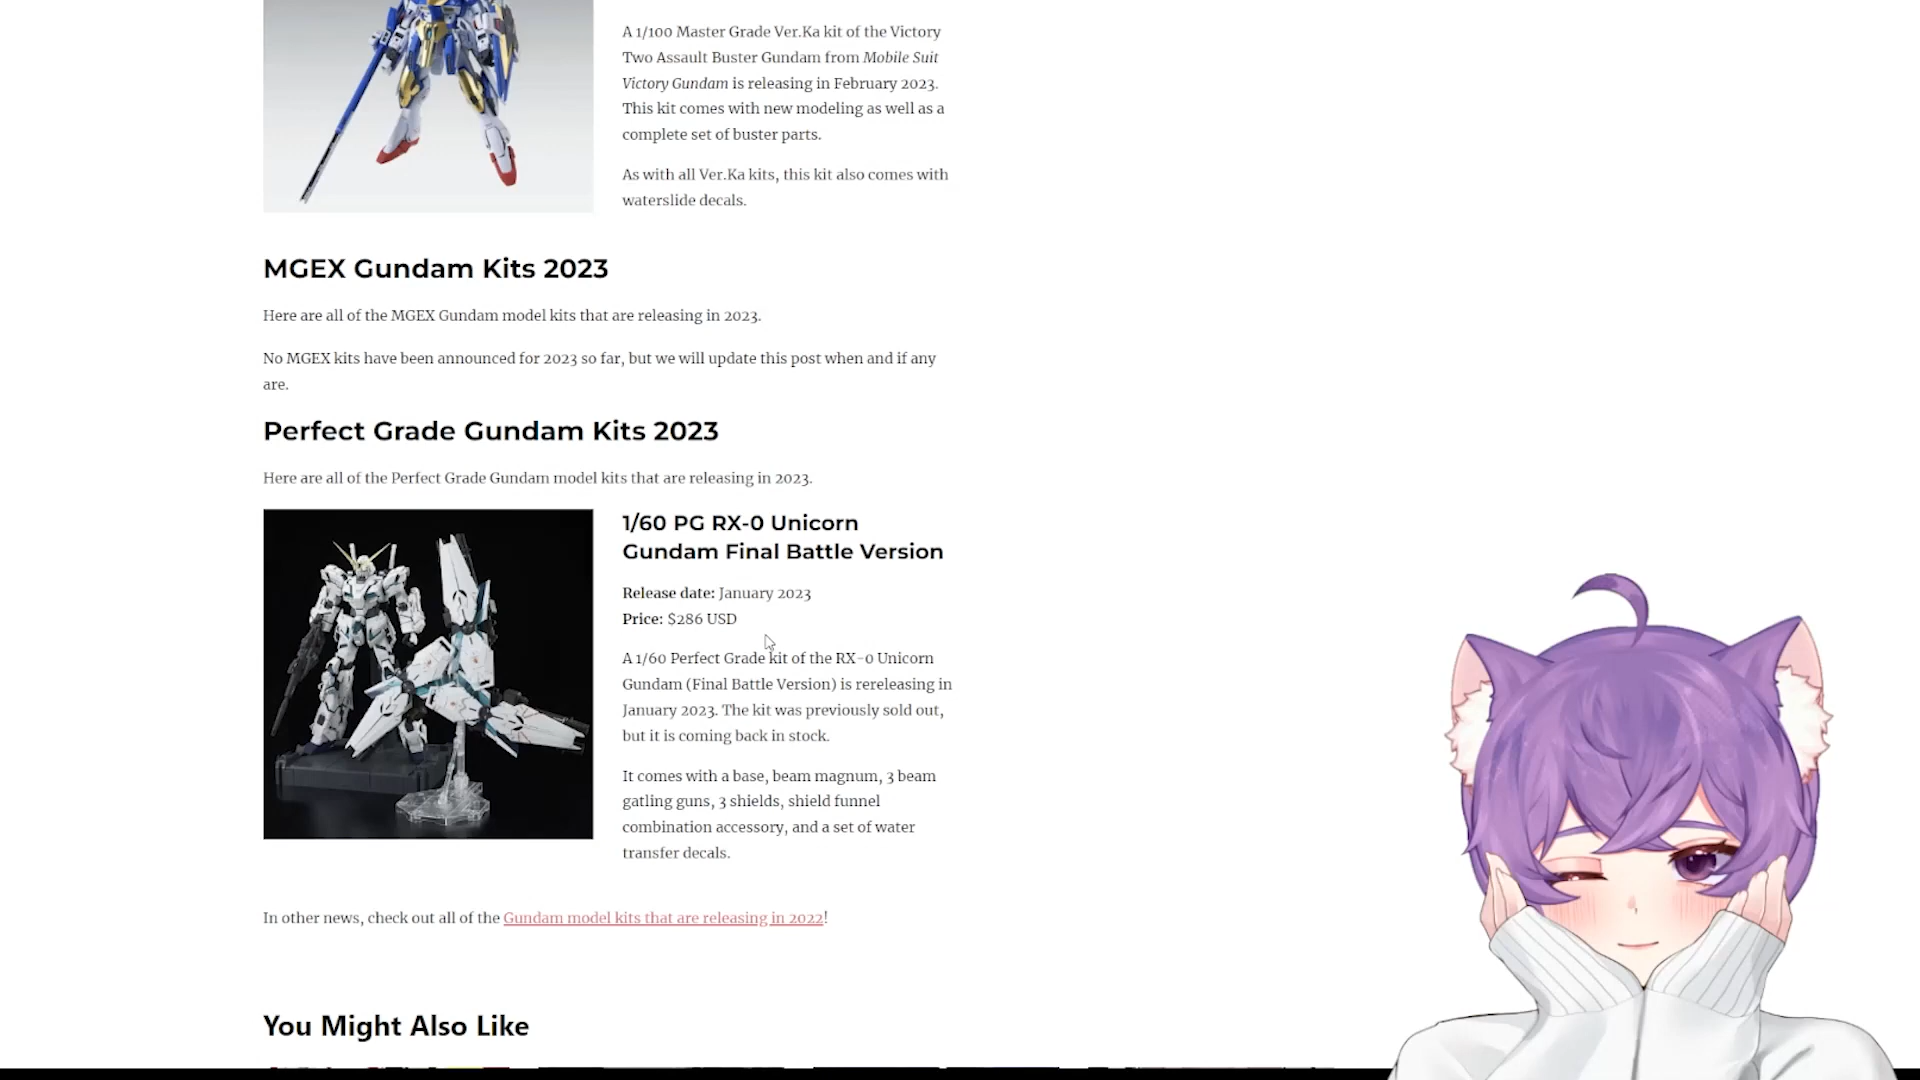 A 1/100 Master Grade Ver.Ka kit of the Victory
Two Assault Buster Gundam from Mobile Suit
Victory Gundam is releasing in February 2023.
This kit comes with new modeling as well as a
complete set of buster parts.
As with all Ver.Ka kits, this kit also comes with
waterslide decals.
MGEX Gundam Kits 2023
Here are all of the MGEX Gundam model kits that are releasing in 2023.
No MGEX kits have been announced for 2023 so far, but we will update this post when and if any
are.
Perfect Grade Gundam Kits 2023
Here are all of the Perfect Grade Gundam model kits that are releasing in 2023.
1/60 PG RX-0 Unicorn
Gundam Final Battle Version
Release date: January 2023
Price: $286 USD
A 1/60 Perfect Grade kit of the RX-0 Unicorn
Gundam (Final Battle Version) is rereleasing in
January 2023. The kit was previously sold out,
but it is coming back in stock.
It comes with a base, beam magnum, 3 beam
gatling guns, 3 shields, shield funnel
combination accessory, and a set of water
transfer decals.
In other news, check out all of the Gundam model kits that are releasing in 2022!
You Might Also Like